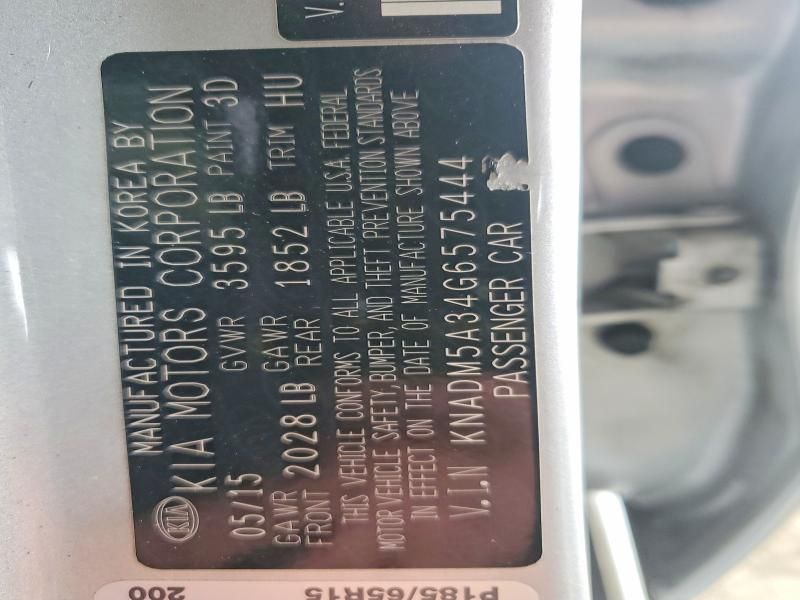 V.
MANUFACTURED IN KOREA BY
KIA KIA MOTORS CORPORATION
05/15 GVWR 3595 LB PAINT 3D
GAWR FRONT 2028 LB GAWR REAR 1852 LB TRIM HU
THIS VEHICLE CONFORMS TO ALL APPLICABLE U.S.A. FEDERAL
MOTOR VEHICLE SAFETY, BUMPER, AND THEFT PREVENTION STANDARDS
IN EFFECT ON THE DATE OF MANUFACTURE SHOWN ABOVE
V.I.N KNADM5A34G6575444
PASSENGER CAR
200
P185/65R15